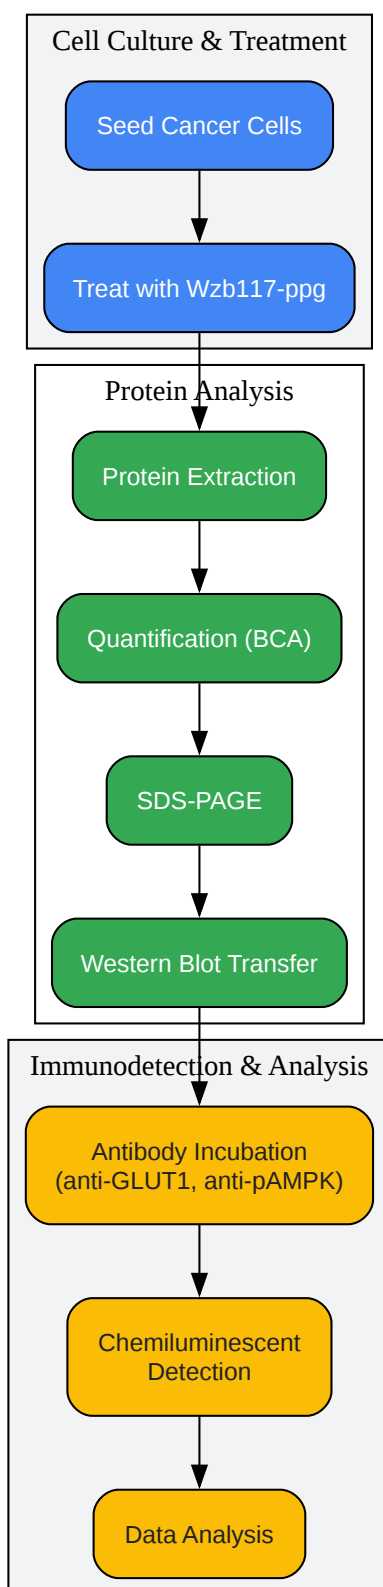 Cell Culture & Treatment
Seed Cancer Cells
Treat with Wzb117-ppg
Protein Analysis
Protein Extraction
Quantification (BCA)
SDS-PAGE
Western Blot Transfer
Immunodetection & Analysis
Antibody Incubation
(anti-GLUT1, anti-pAMPK)
Chemiluminescent
Detection
Data Analysis